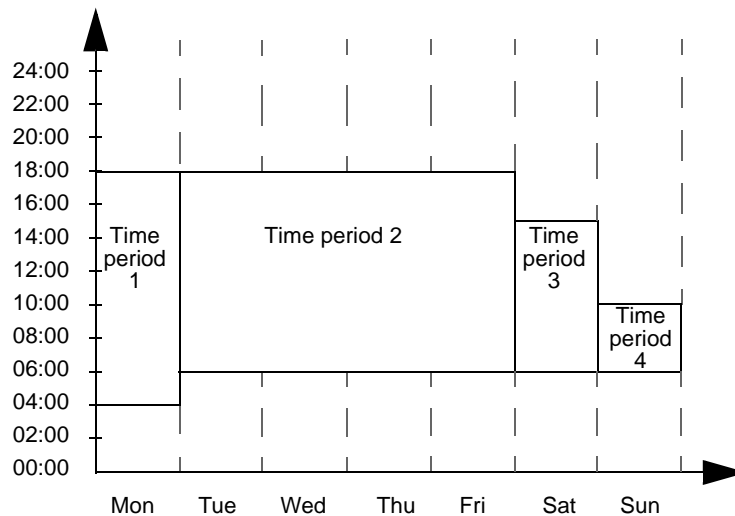 24:00
22:00
20:00
18:00
16:00
14:00
12:00
10:00
08:00
06:00
04:00
02:00
00:00
Time
period
1
Time period 2
Time
period
3
Time
period
4
Mon Tue Wed Thu Fri Sat Sun